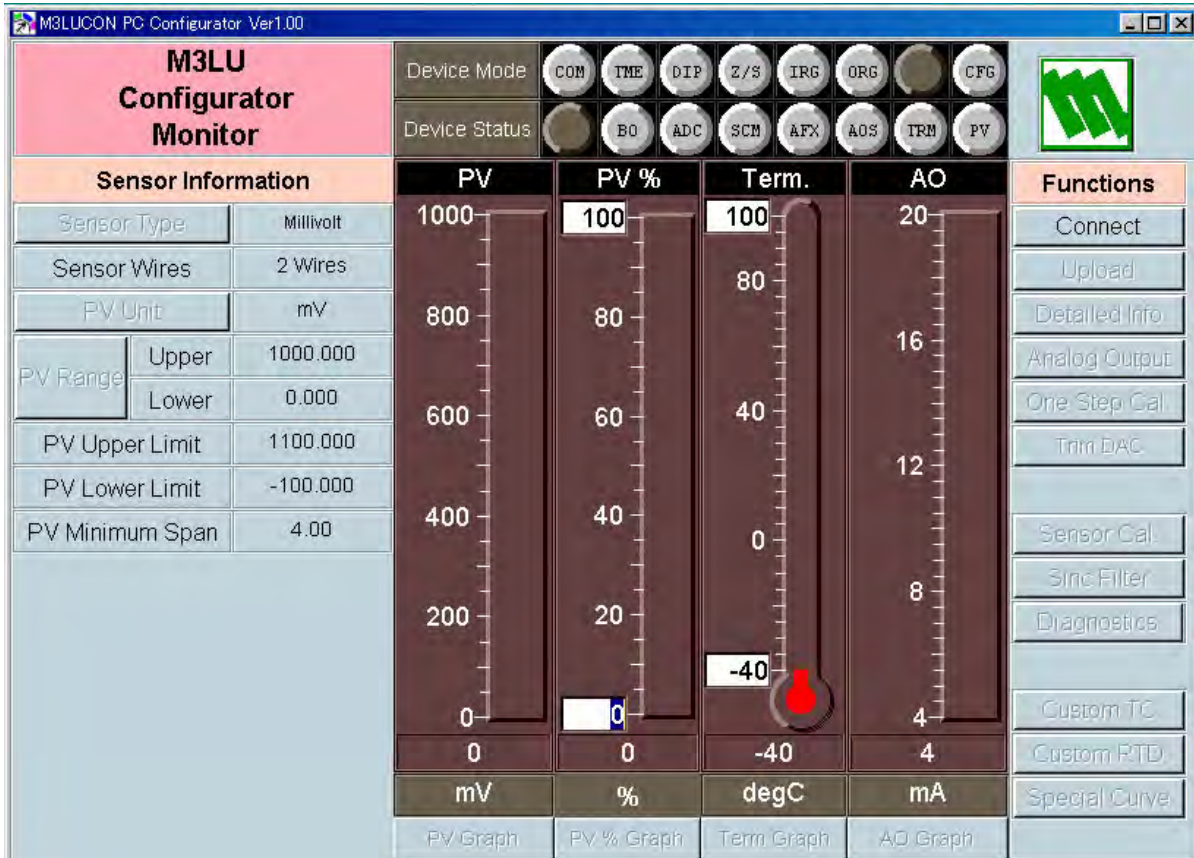 M3LUCON PC Configurator Ver1.00
M3LU
Configurator
Monitor
Device Mode COM TME DIP Z/S IRG ORG CFG
Device Status BO ADC SCM AFX AOS TRM PV
Sensor Information
Sensor Type Millivolt
Sensor Wires 2 Wires
PV Unit mV
PV Range Upper 1000.000
Lower 0.000
PV Upper Limit 1100.000
PV Lower Limit -100.000
PV Minimum Span 4.00
PV
1000
800
600
400
200
0
0
mV
PV Graph
PV %
100
80
60
40
20
0
0
%
PV % Graph
Term.
100
80
40
0
-40
-40
degC
Term Graph
AO
20
16
12
8
4
4
mA
AO Graph
Functions
Connect
Upload
Detailed Info
Analog Output
One Step Cal.
Trim DAC
Sensor Cal.
Sinc Filter
Diagnostics
Custom TC
Custom RTD
Special Curve